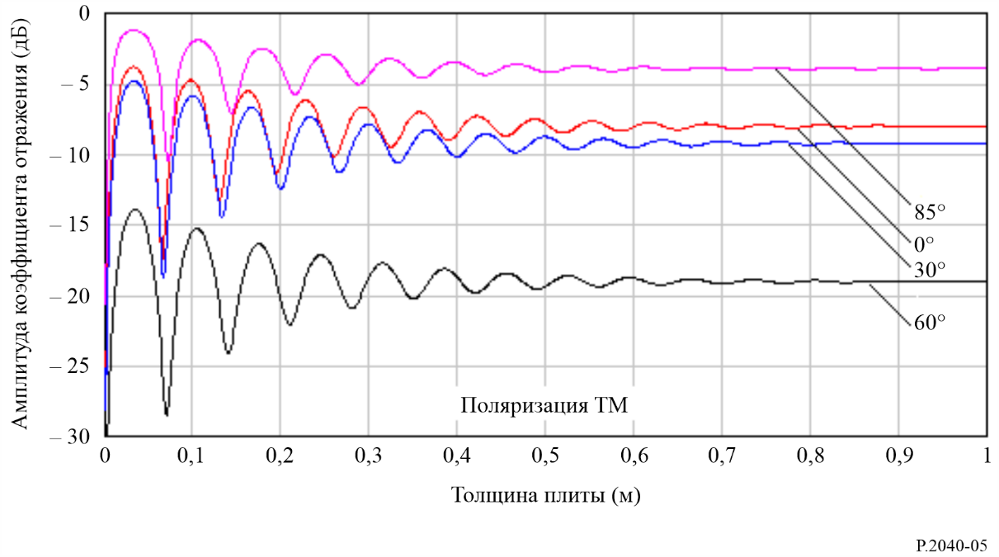 Амплитуда коэффициента отражения (дБ)
0
– 5
– 10
– 15
– 20
– 25
– 30
85°
0°
30°
60°
Поляризация ТМ
0 0,1 0,2 0,3 0,4 0,5 0,6 0,7 0,8 0,9 1
Толщина плиты (м)
P.2040-05